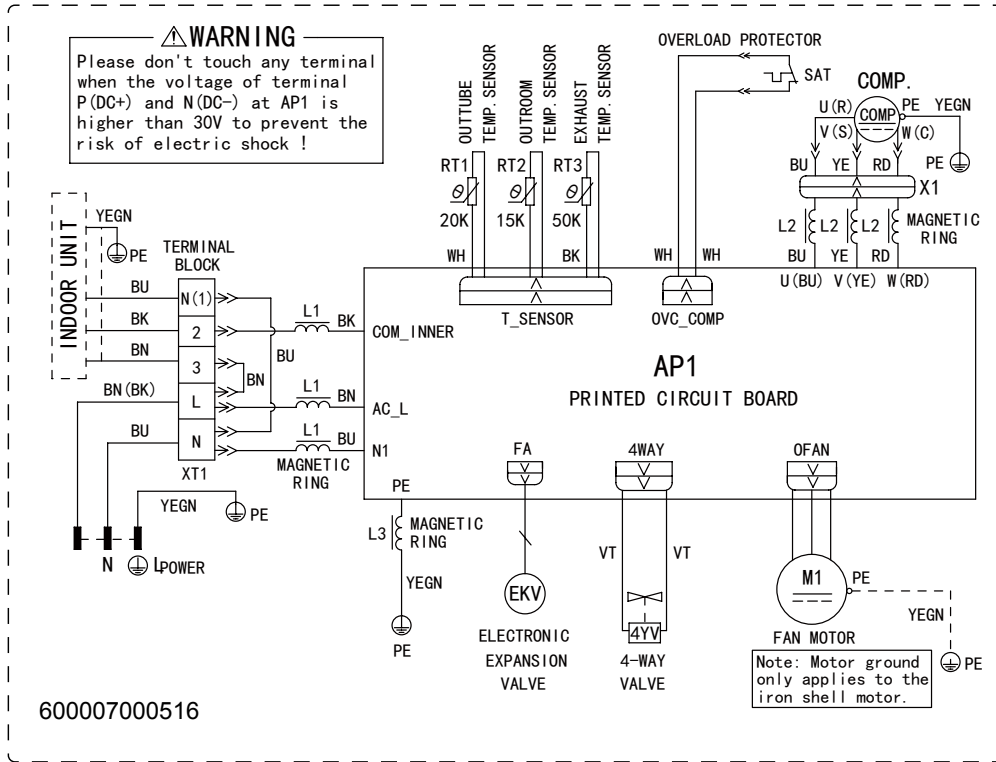 WARNING
Please don't touch any terminal
when the voltage of terminal
P(DC+) and N(DC-) at AP1 is
higher than 30V to prevent the
risk of electric shock !
OUTTUBE
TEMP. SENSOR
OUTROOM
TEMP. SENSOR
EXHAUST
TEMP. SENSOR
RT1
RT2
RT3
θ
θ
θ
20K
15K
50K
WH
BK
T_SENSOR
OVERLOAD PROTECTOR
SAT
WH
WH
OVC_COMP
COMP.
COMP
U(R)
V(S)
W(C)
PE
YEGN
PE
BU
YE
RD
X1
L2
L2
L2
MAGNETIC
RING
BU
YE
RD
U(BU)
V(YE)
W(RD)
INDOOR UNIT
YEGN
PE
TERMINAL
BLOCK
BU
N(1)
BK
2
BN
3
BN(BK)
L
BU
N
XT1
BU
BN
L1
BK
COM_INNER
L1
BN
AC_L
L1
BU
N1
MAGNETIC
RING
AP1
PRINTED CIRCUIT BOARD
YEGN
PE
N
L
POWER
PE
L3
MAGNETIC
RING
YEGN
PE
FA
EKV
ELECTRONIC
EXPANSION
VALVE
4WAY
VT
VT
4YV
4-WAY
VALVE
OFAN
M1
PE
YEGN
PE
FAN MOTOR
Note: Motor ground
only applies to the
iron shell motor.
600007000516